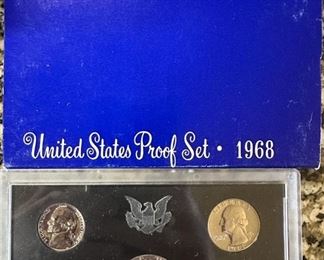 United States Proof Set • 1968